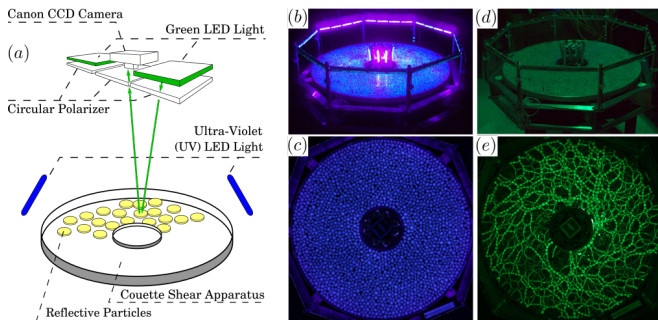 Canon CCD Camera
Green LED Light
(a)
Circular Polarizer
Ultra-Violet
(UV) LED Light
Couette Shear Apparatus
Reflective Particles
(b)
(d)
(c)
(e)